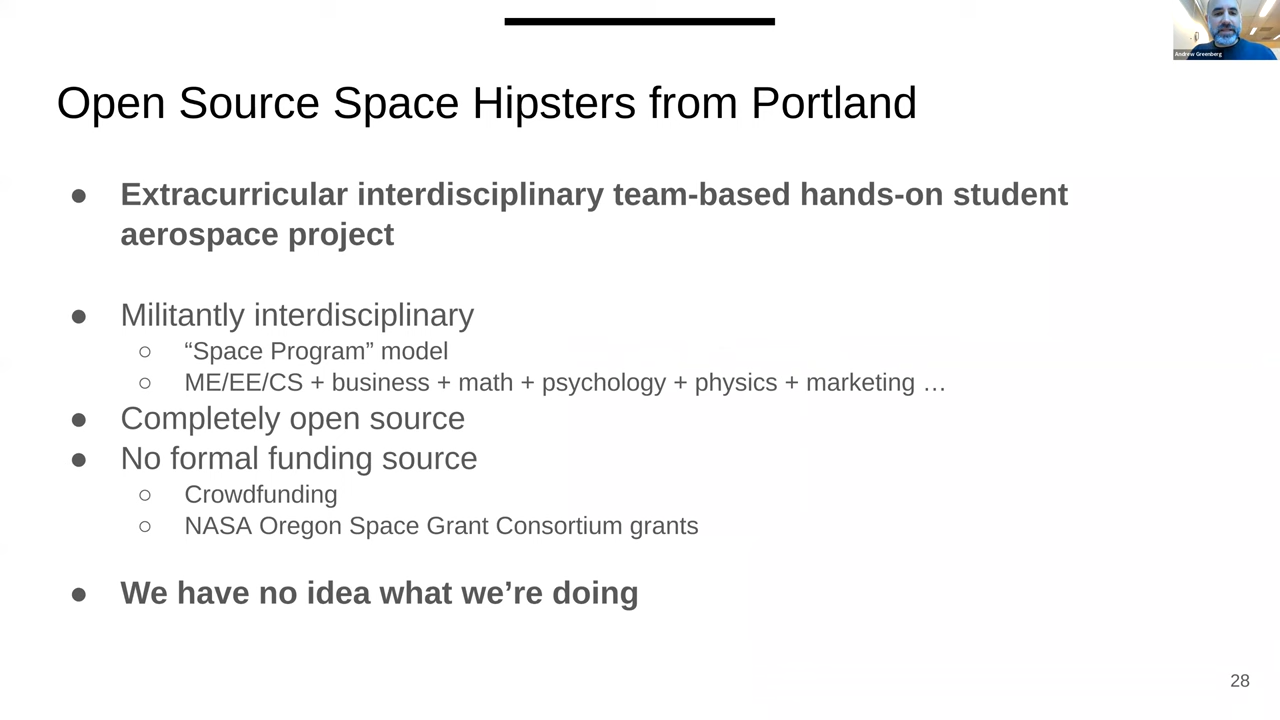 Andrew Greenberg
Open Source Space Hipsters from Portland
● Extracurricular interdisciplinary team-based hands-on student
aerospace project
● Militantly interdisciplinary
○ “Space Program” model
○ ME/EE/CS + business + math + psychology + physics + marketing …
● Completely open source
● No formal funding source
○ Crowdfunding
○ NASA Oregon Space Grant Consortium grants
● We have no idea what we’re doing
28